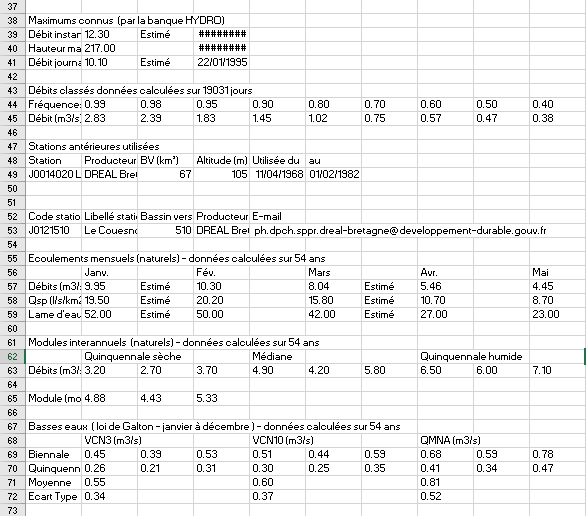 37
38 Maximums connus (par la banque HYDRO)
39 Débit instan 12.30 Estimé ########
40 Hauteur ma 217.00 ########
41 Débit journa 10.10 Estimé 22/01/1995
42
43 Débits classés données calculées sur 19031 jours
44 Fréquence: 0.99 0.98 0.95 0.90 0.80 0.70 0.60 0.50 0.40
45 Débit (m3/s 2.83 2.39 1.83 1.45 1.02 0.75 0.57 0.47 0.38
46
47 Stations antérieures utilisées
48 Station Producteur BV (km²) Altitude (m) Utilisée du au
49 J0014020 L DREAL Bret 67 105 11/04/1968 01/02/1982
50
51
52 Code statio Libellé stati Bassin vers Producteur E-mail
53 J0121510 Le Couesno 510 DREAL Bret ph.dpch.sppr.dreal-bretagne@developpement-durable.gouv.fr
54
55 Ecoulements mensuels (naturels) - données calculées sur 54 ans
56 Janv. Fév. Mars Avr. Mai
57 Débits (m3/s 9.95 Estimé 10.30 8.04 Estimé 5.46 4.45
58 Qsp (l/s/km2 19.50 Estimé 20.20 15.80 Estimé 10.70 8.70
59 Lame d'eau 52.00 Estimé 50.00 42.00 Estimé 27.00 23.00
60
61 Modules interannuels (naturels) - données calculées sur 54 ans
62 Quinquennale sèche Médiane Quinquennale humide
63 Débits (m3/s 3.20 2.70 3.70 4.90 4.20 5.80 6.50 6.00 7.10
64
65 Module (mo 4.88 4.43 5.33
66
67 Basses eaux ( loi de Galton - janvier à décembre ) - données calculées sur 54 ans
68 VCN3 (m3/s) VCN10 (m3/s) QMNA (m3/s)
69 Biennale 0.45 0.39 0.53 0.51 0.44 0.59 0.68 0.59 0.78
70 Quinquenn 0.26 0.21 0.31 0.30 0.25 0.35 0.41 0.34 0.47
71 Moyenne 0.55 0.60 0.81
72 Ecart Type 0.34 0.37 0.52
73